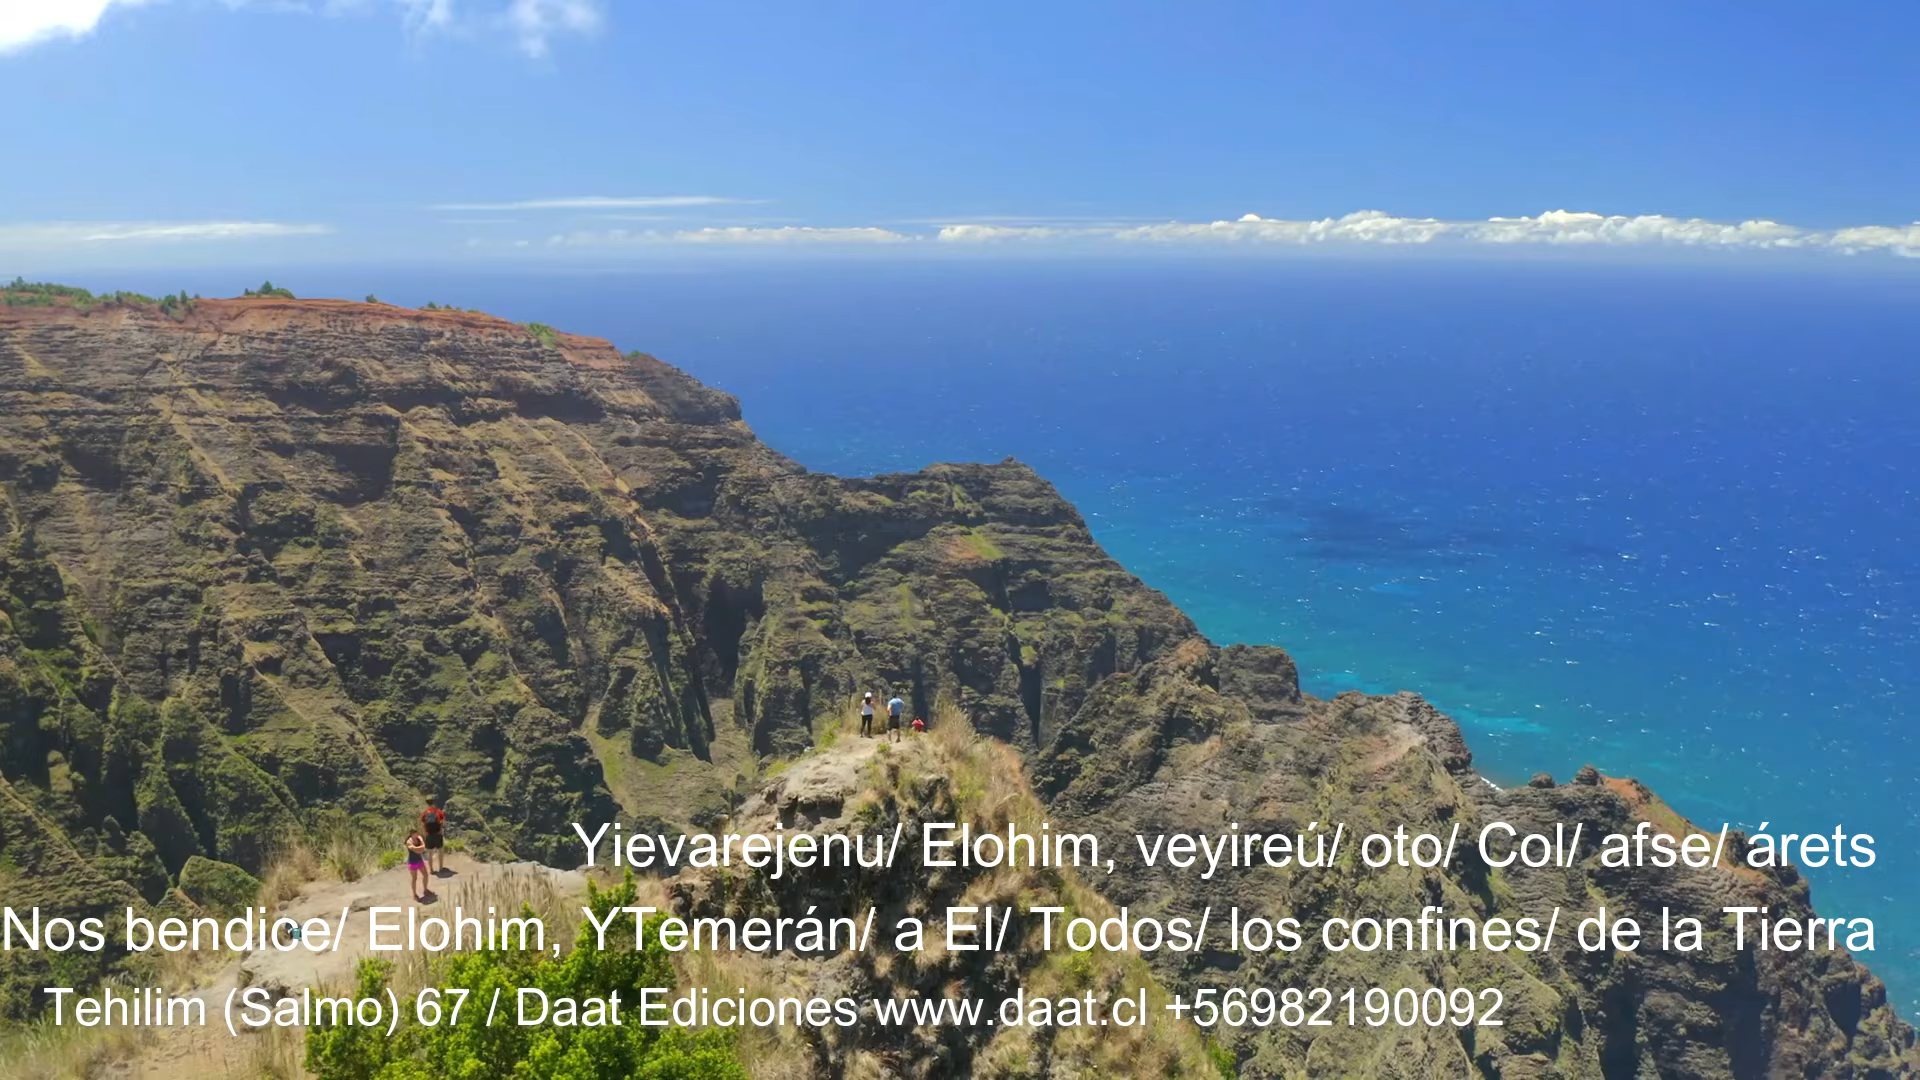 Yievarejenu/ Elohim, veyireú/ oto/ Col/ afse/ árets
Nos bendice/ Elohim, YTemerán/ a El/ Todos/ los confines/ de la Tierra
Tehilim (Salmo) 67 / Daat Ediciones www.daat.cl +56982190092